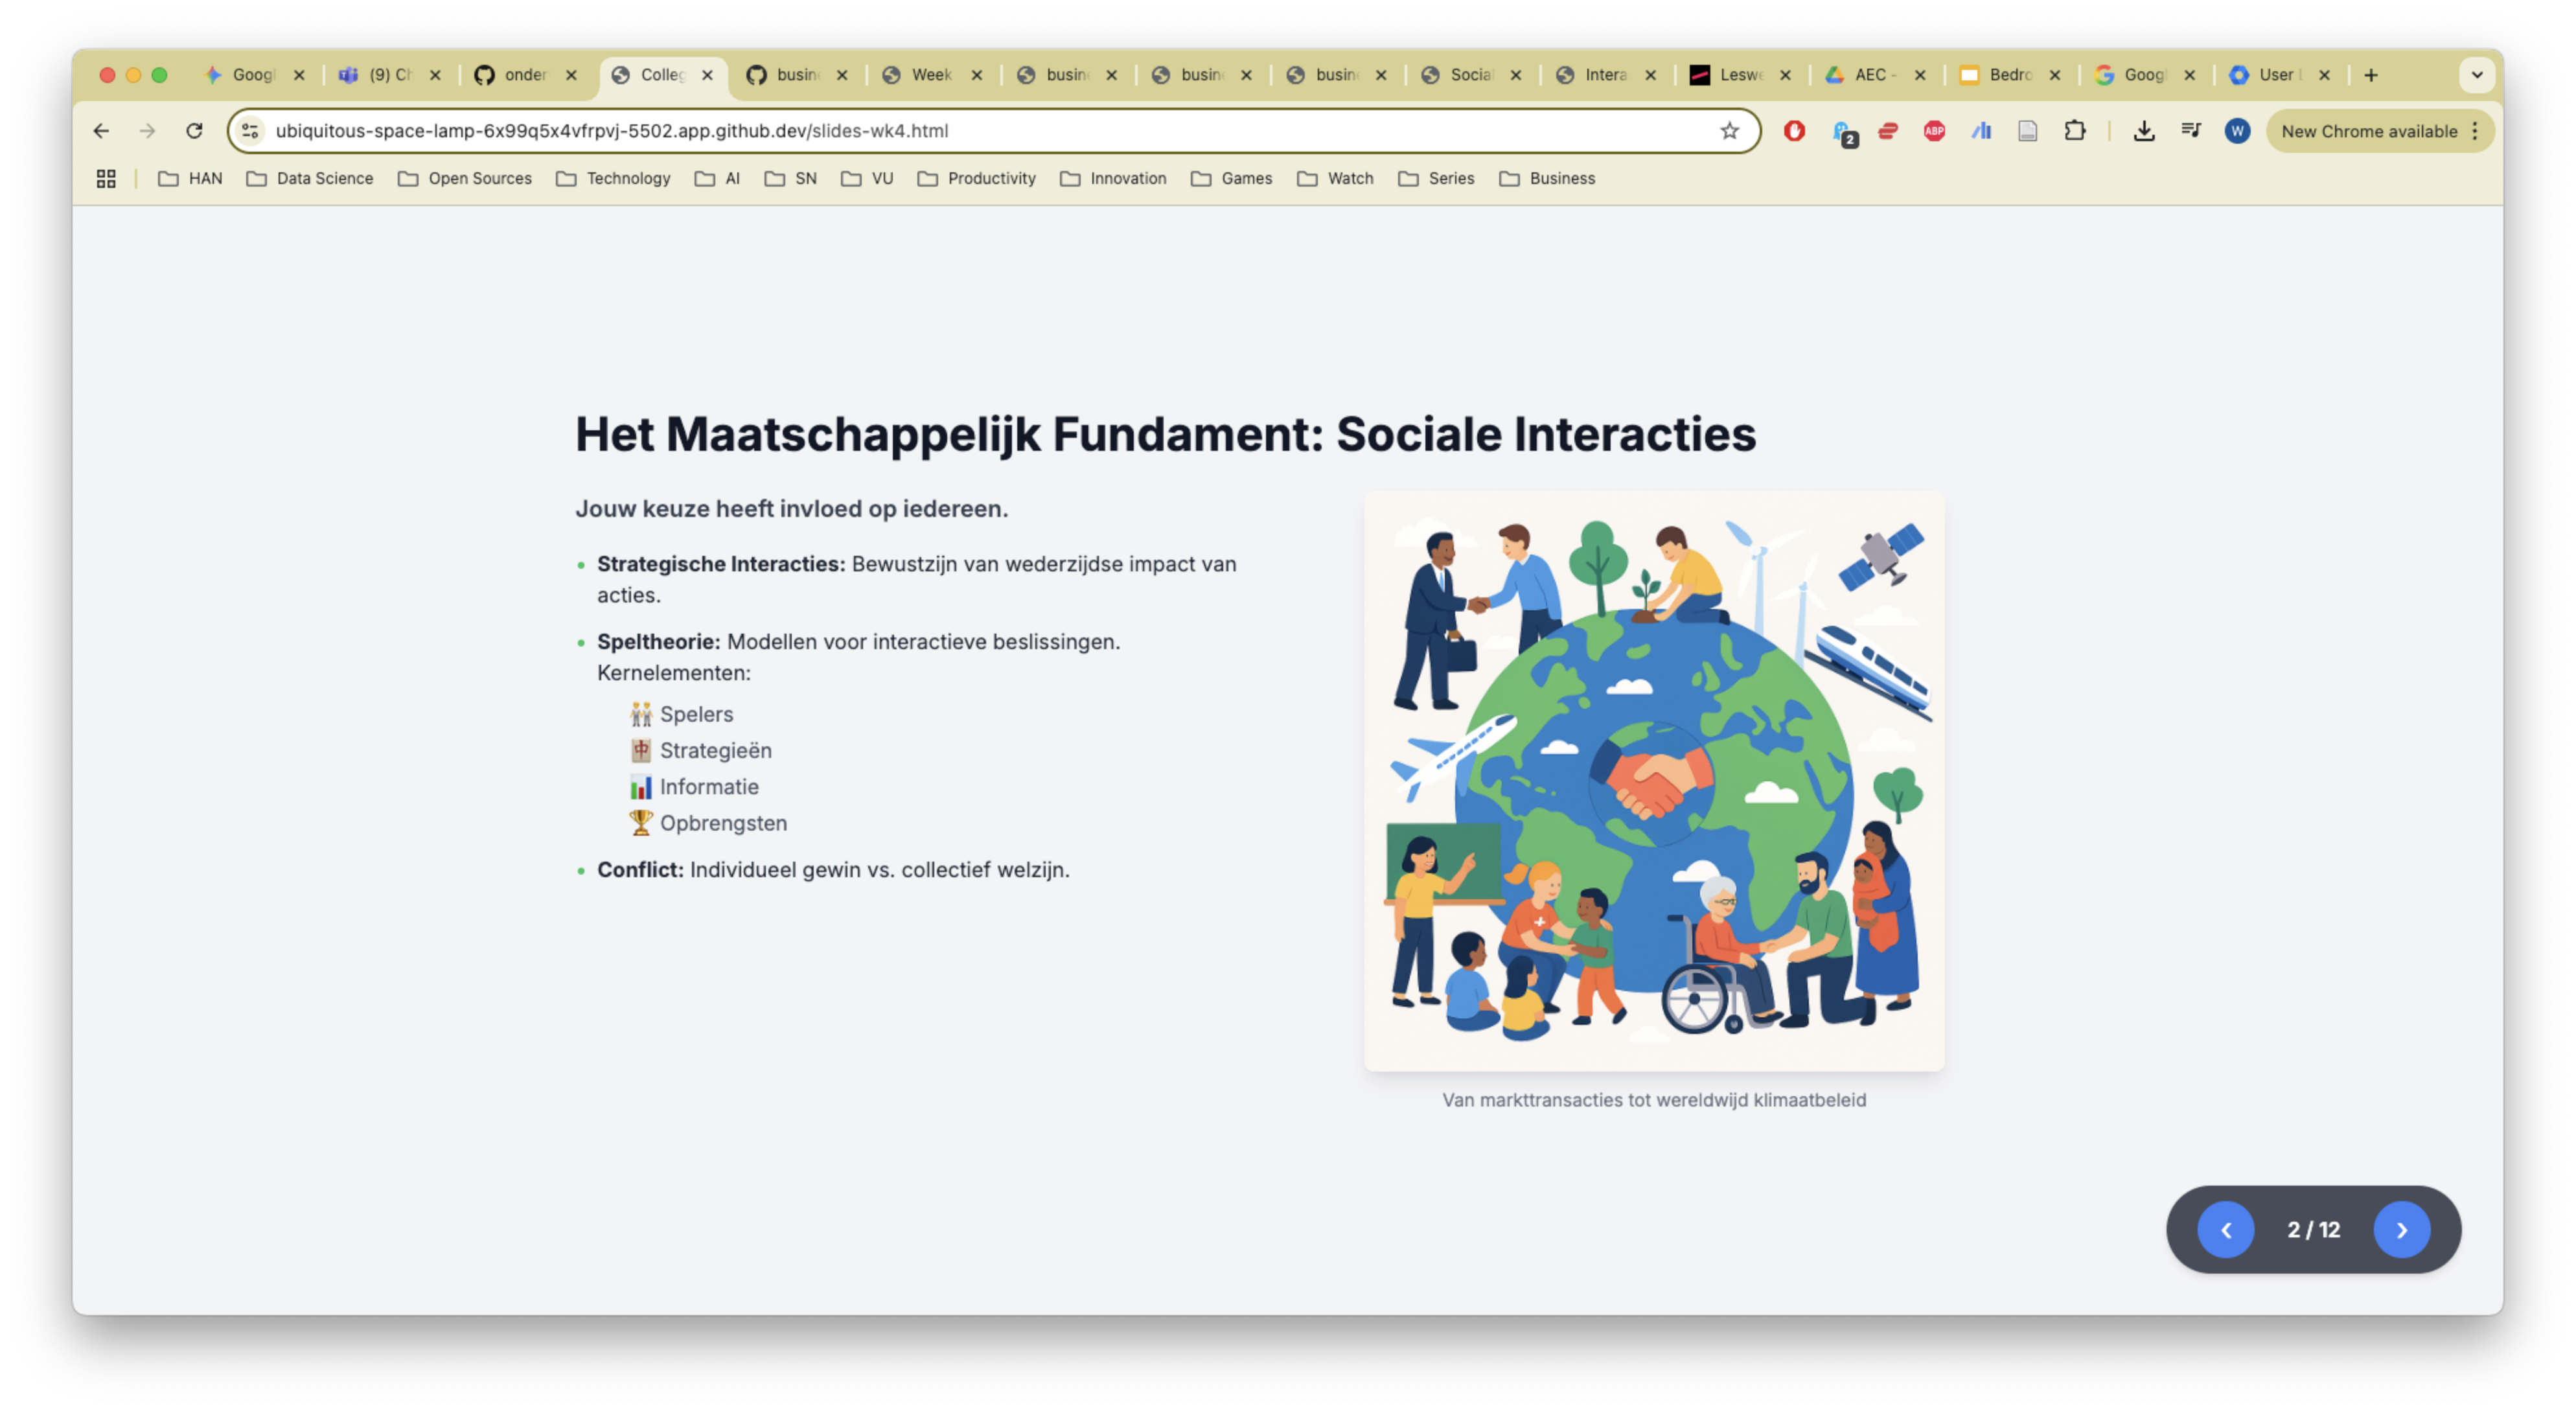 Goog
(9) Ch
onder
Colleg
busin
Week
busin
busin
busin
Social
Intera
Leswe
AEC -
Bedro
Goog
User
ubiquitous-space-lamp-6x99q5x4vfrpvj-5502.app.github.dev/slides-wk4.html
2
ABP
W
New Chrome available
HAN
Data Science
Open Sources
Technology
AI
SN
VU
Productivity
Innovation
Games
Watch
Series
Business
Het Maatschappelijk Fundament: Sociale Interacties
Jouw keuze heeft invloed op iedereen.
Strategische Interacties: Bewustzijn van wederzijdse impact van
acties.
Speltheorie: Modellen voor interactieve beslissingen.
Kernelementen:
Spelers
🀄 Strategieën
Informatie
Opbrengsten
Conflict: Individueel gewin vs. collectief welzijn.
Van markttransacties tot wereldwijd klimaatbeleid
2 / 12